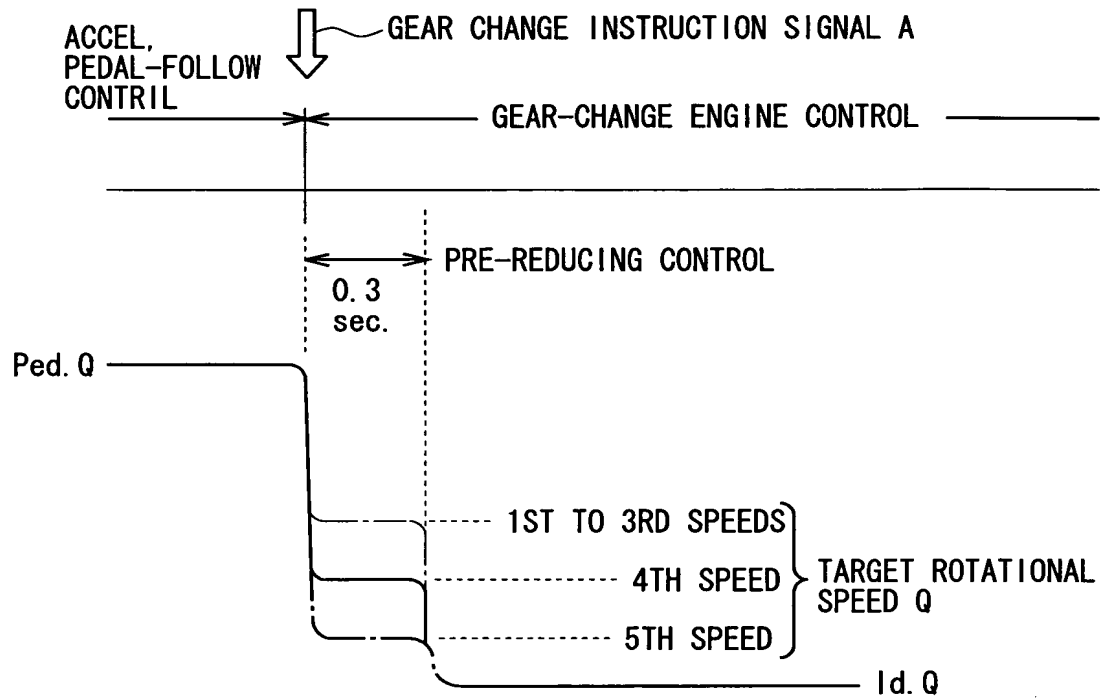 ACCEL,
PEDAL-FOLLOW
CONTRIL
GEAR CHANGE INSTRUCTION SIGNAL A
GEAR-CHANGE ENGINE CONTROL
PRE-REDUCING CONTROL
0.3
sec.
Ped. Q
1ST TO 3RD SPEEDS
4TH SPEED
5TH SPEED
TARGET ROTATIONAL
SPEED Q
Id. Q